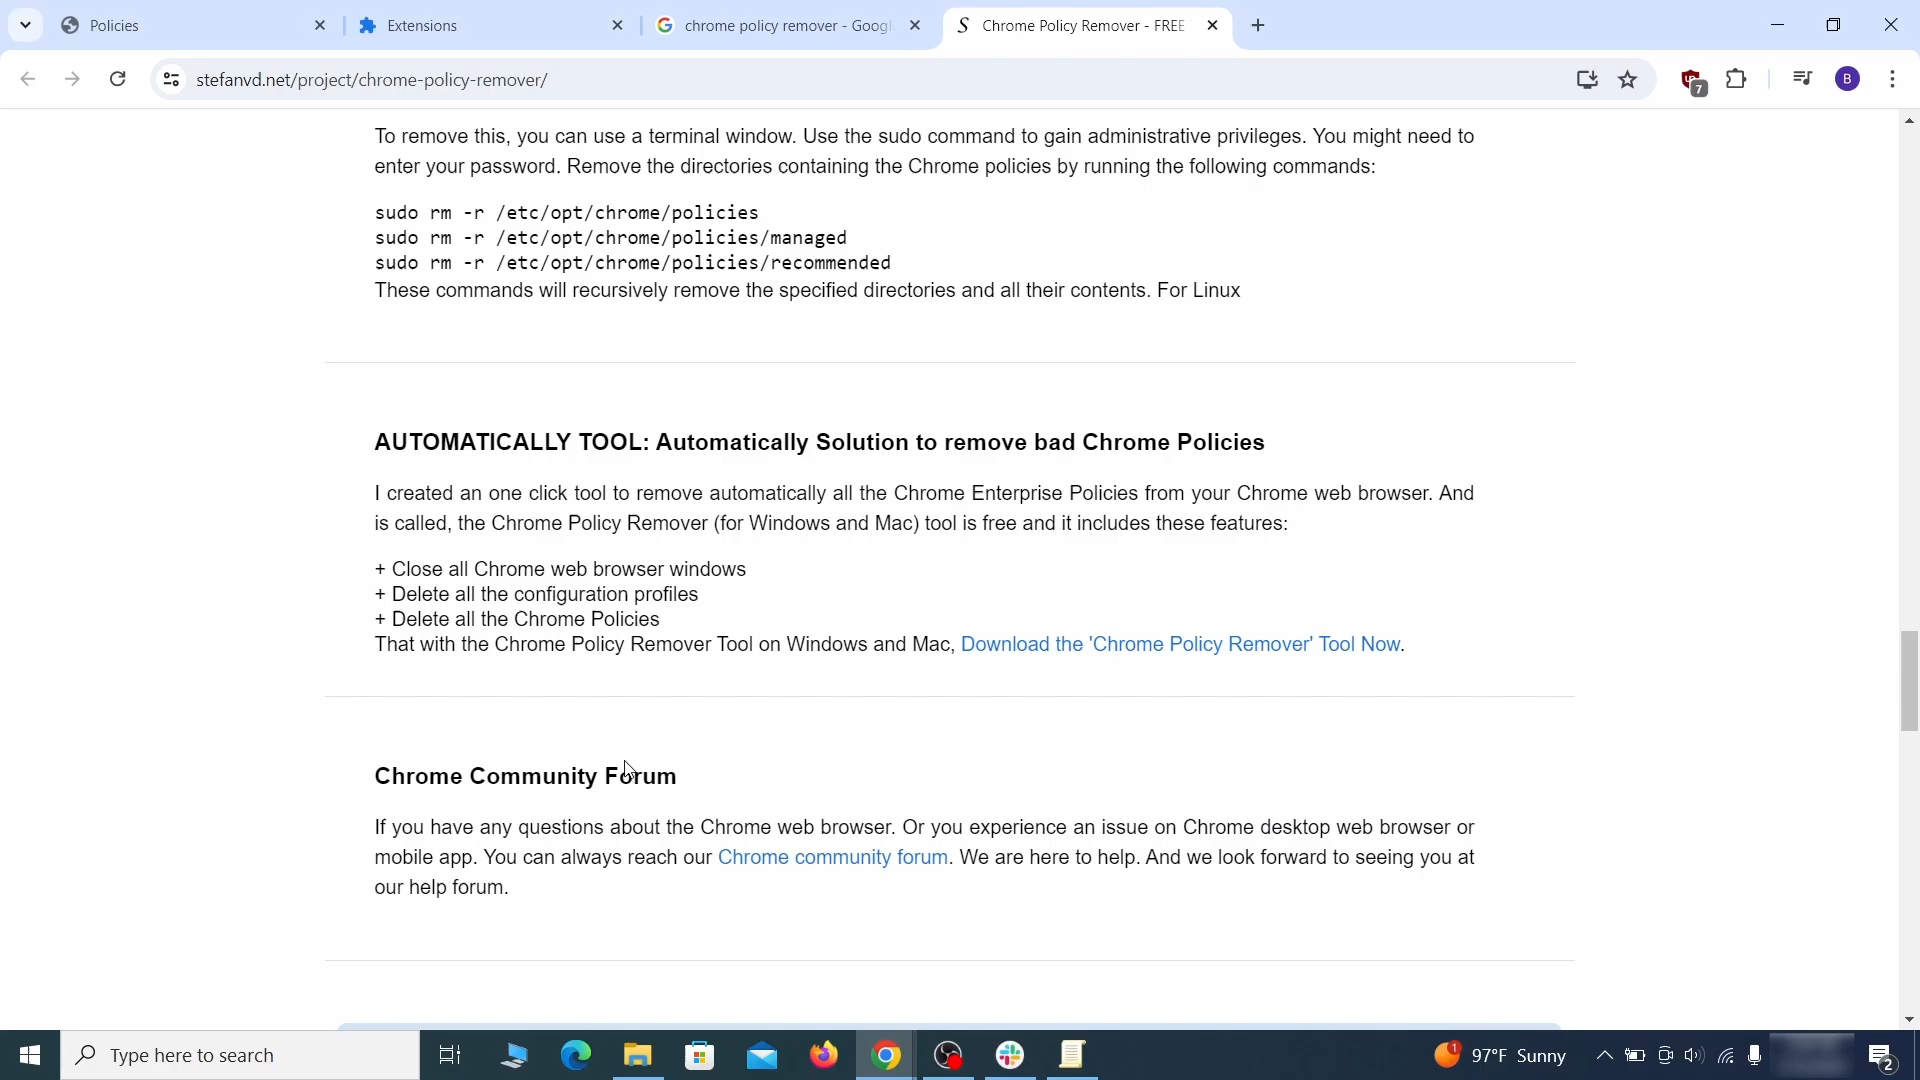 Policies
Extensions
chrome policy remover - Googl
Chrome Policy Remover - FREE
stefanvd.net/project/chrome-policy-remover/
7
B
To remove this, you can use a terminal window. Use the sudo command to gain administrative privileges. You might need to
enter your password. Remove the directories containing the Chrome policies by running the following commands:
sudo rm -r /etc/opt/chrome/policies
sudo rm -r /etc/opt/chrome/policies/managed
sudo rm -r /etc/opt/chrome/policies/recommended
These commands will recursively remove the specified directories and all their contents. For Linux
AUTOMATICALLY TOOL: Automatically Solution to remove bad Chrome Policies
I created an one click tool to remove automatically all the Chrome Enterprise Policies from your Chrome web browser. And
is called, the Chrome Policy Remover (for Windows and Mac) tool is free and it includes these features:
+ Close all Chrome web browser windows
+ Delete all the configuration profiles
+ Delete all the Chrome Policies
That with the Chrome Policy Remover Tool on Windows and Mac, Download the 'Chrome Policy Remover' Tool Now.
Chrome Community Forum
If you have any questions about the Chrome web browser. Or you experience an issue on Chrome desktop web browser or
mobile app. You can always reach our Chrome community forum. We are here to help. And we look forward to seeing you at
our help forum.
Type here to search
1
97°F Sunny
2